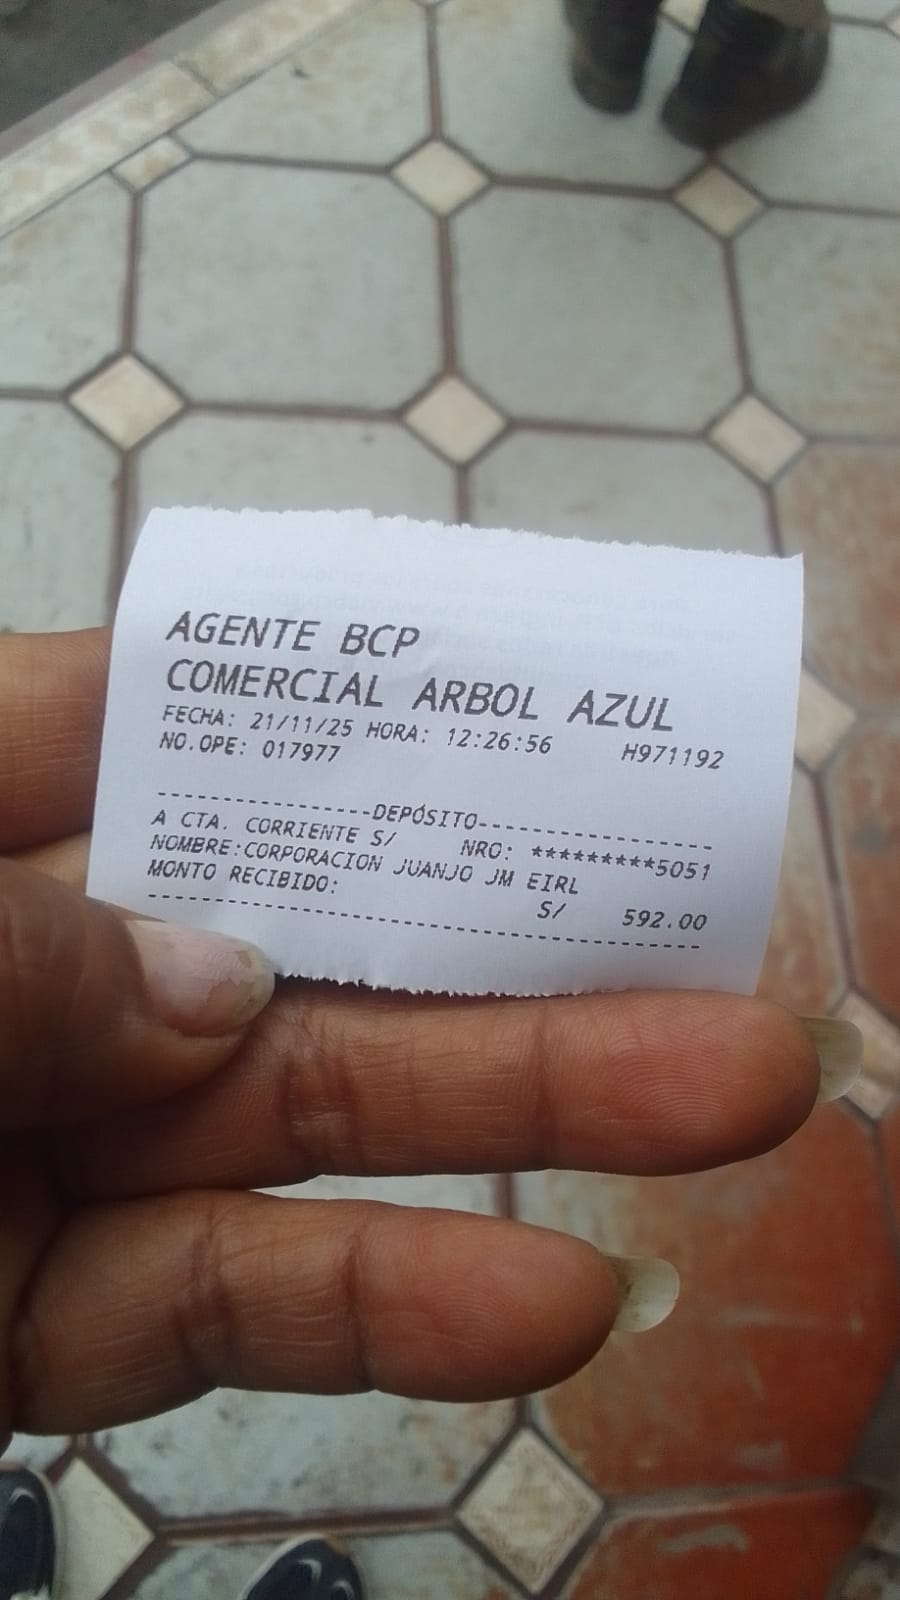 AGENTE BCP
COMERCIAL ARBOL AZUL
FECHA: 21/11/25 HORA: 12:26:56 H971192
NO.OPE: 017977
-----------------DEPÓSITO-------------------
A CTA. CORRIENTE S/ NRO: *********5051
NOMBRE:CORPORACION JUANJO JM EIRL
MONTO RECIBIDO: S/ 592.00
--------------------------------------------